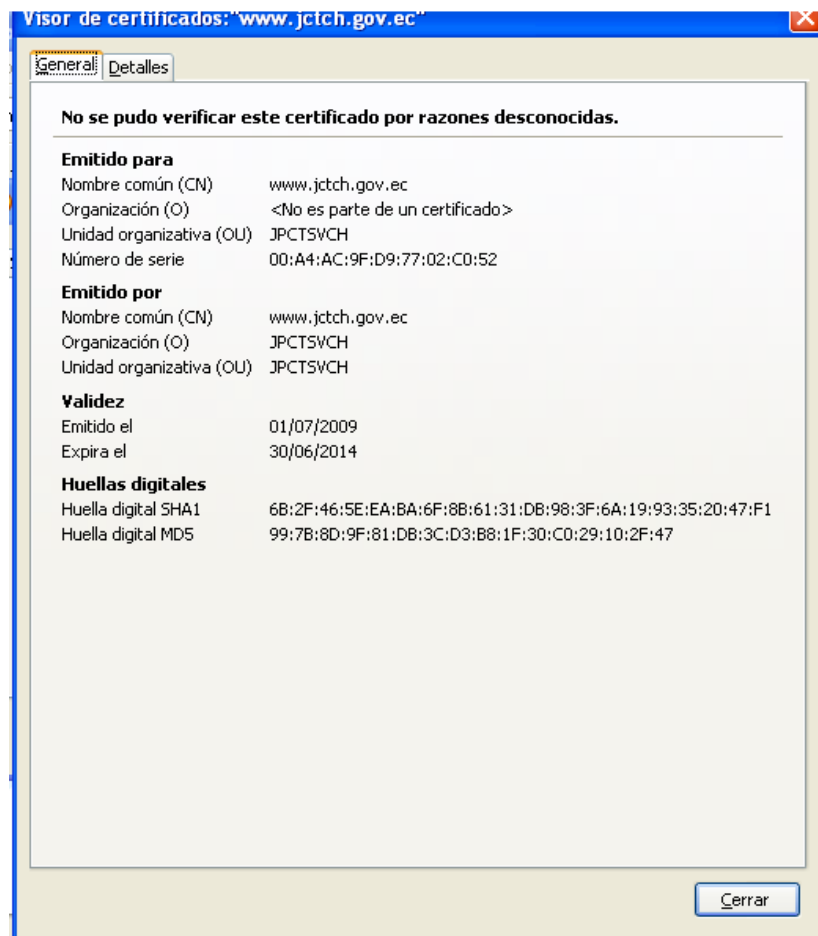 Visor de certificados:"www.jctch.gov.ec"
General Detalles
No se pudo verificar este certificado por razones desconocidas.
Emitido para
Nombre común (CN) www.jctch.gov.ec
Organización (O) <No es parte de un certificado>
Unidad organizativa (OU) JPCTSVCH
Número de serie 00:A4:AC:9F:D9:77:02:C0:52
Emitido por
Nombre común (CN) www.jctch.gov.ec
Organización (O) JPCTSVCH
Unidad organizativa (OU) JPCTSVCH
Validez
Emitido el 01/07/2009
Expira el 30/06/2014
Huellas digitales
Huella digital SHA1 6B:2F:46:5E:EA:BA:6F:8B:61:31:DB:98:3F:6A:19:93:35:20:47:F1
Huella digital MD5 99:7B:8D:9F:81:DB:3C:D3:B8:1F:30:C0:29:10:2F:47
Cerrar